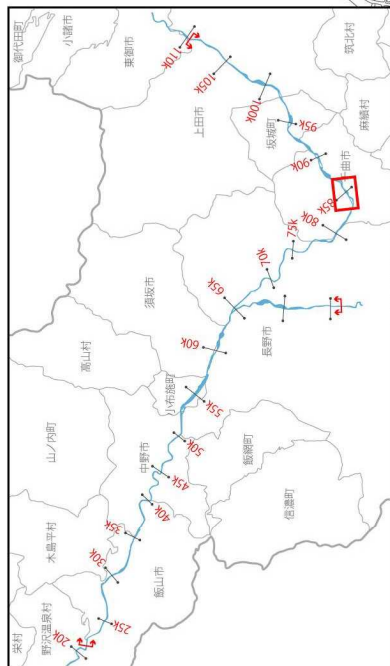 御代田町
小諸市
東御市
110k
105k
上田市
100k
95k
坂城町
筑北村
麻績村
90k
千曲市
85k
80k
75k
70k
65k
長野市
須坂市
60k
高山村
小布施町
55k
50k
山ノ内町
中野市
45k
飯綱町
信濃町
40k
35k
木島平村
飯山市
30k
25k
野沢温泉村
20k
栄村